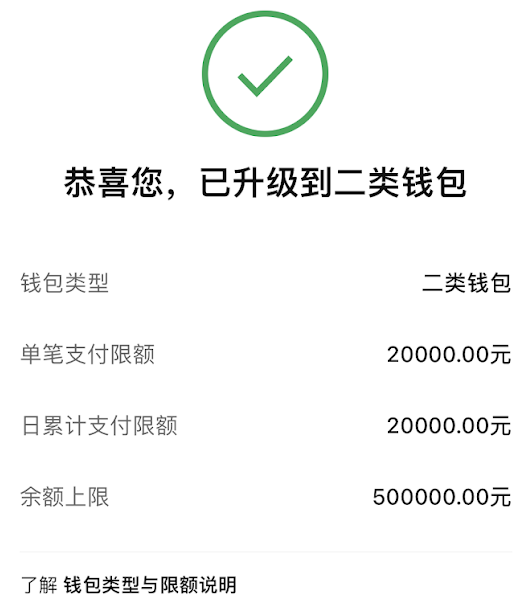 恭喜您，已升级到二类钱包
钱包类型 二类钱包
单笔支付限额 20000.00元
日累计支付限额 20000.00元
余额上限 500000.00元
了解 钱包类型与限额说明